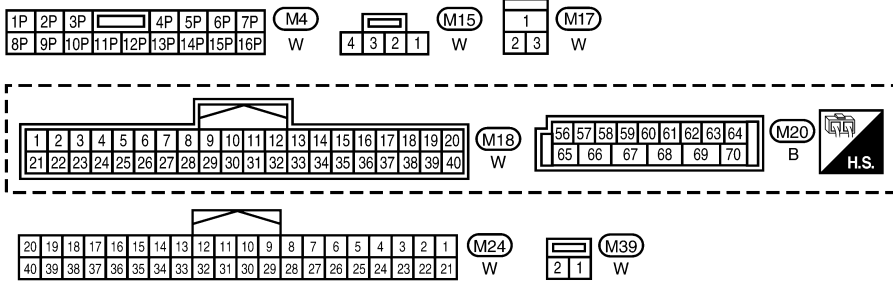 1P 2P 3P 4P 5P 6P 7P M4
8P 9P 10P 11P 12P 13P 14P 15P 16P W
M15
4 3 2 1 W
1 M17
2 3 W
1 2 3 4 5 6 7 8 9 10 11 12 13 14 15 16 17 18 19 20 M18
21 22 23 24 25 26 27 28 29 30 31 32 33 34 35 36 37 38 39 40 W
56 57 58 59 60 61 62 63 64 M20
65 66 67 68 69 70 B
H.S.
20 19 18 17 16 15 14 13 12 11 10 9 8 7 6 5 4 3 2 1 M24
40 39 38 37 36 35 34 33 32 31 30 29 28 27 26 25 24 23 22 21 W
M39
2 1 W